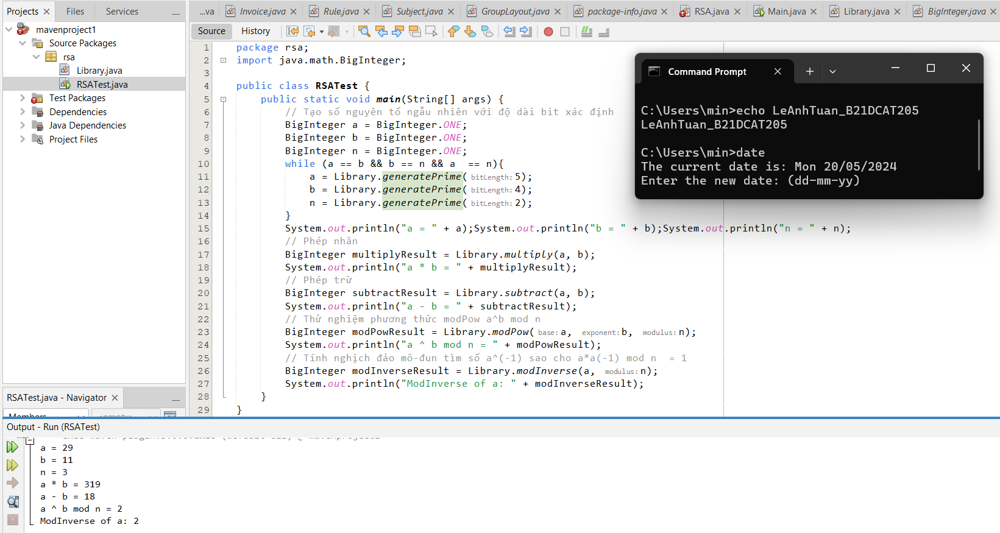 Projects Files Services
mavenproject1
Source Packages
rsa
Library.java
RSATest.java
Test Packages
Dependencies
Java Dependencies
Project Files
RSATest.java - Navigator
Members
<empty>
...va Invoice.java Rule.java Subject.java GroupLayout.java package-info.java RSA.java Main.java Library.java BigInteger.java
Source History
1 package rsa;
2 import java.math.BigInteger;
3
4 public class RSATest {
5 public static void main(String[] args) {
6 // Tạo số nguyên tố ngẫu nhiên với độ dài bit xác định
7 BigInteger a = BigInteger.ONE;
8 BigInteger b = BigInteger.ONE;
9 BigInteger n = BigInteger.ONE;
10 while (a == b && b == n && a  == n){
11 a = Library.generatePrime( bitLength: 5);
12 b = Library.generatePrime( bitLength: 4);
13 n = Library.generatePrime( bitLength: 2);
14 }
15 System.out.println("a = " + a);System.out.println("b = " + b);System.out.println("n = " + n);
16 // Phép nhân
17 BigInteger multiplyResult = Library.multiply(a, b);
18 System.out.println("a * b = " + multiplyResult);
19 // Phép trừ
20 BigInteger subtractResult = Library.subtract(a, b);
21 System.out.println("a - b = " + subtractResult);
22 // Thử nghiệm phương thức modPow a^b mod n
23 BigInteger modPowResult = Library.modPow( base: a,  exponent: b,  modulus: n);
24 System.out.println("a ^ b mod n = " + modPowResult);
25 // Tính nghịch đảo mô-đun tìm số a^(-1) sao cho a*a(-1) mod n  = 1
26 BigInteger modInverseResult = Library.modInverse(a,  modulus: n);
27 System.out.println("ModInverse of a: " + modInverseResult);
28 }
29 }
Command Prompt
C:\Users\min>echo LeAnhTuan_B21DCAT205
LeAnhTuan_B21DCAT205
C:\Users\min>date
The current date is: Mon 20/05/2024
Enter the new date: (dd-mm-yy)
Output - Run (RSATest)
a = 29
b = 11
n = 3
a * b = 319
a - b = 18
a ^ b mod n = 2
ModInverse of a: 2